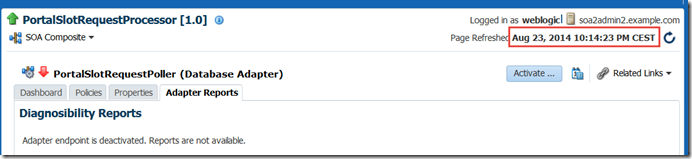 PortalSlotRequestProcessor [1.0]
Logged in as weblogic soa2admin2.example.com
SOA Composite
Page Refreshed Aug 23, 2014 10:14:23 PM CEST
PortalSlotRequestPoller (Database Adapter)
Activate ...
Related Links
Dashboard Policies Properties Adapter Reports
Diagnosibility Reports
Adapter endpoint is deactivated. Reports are not available.